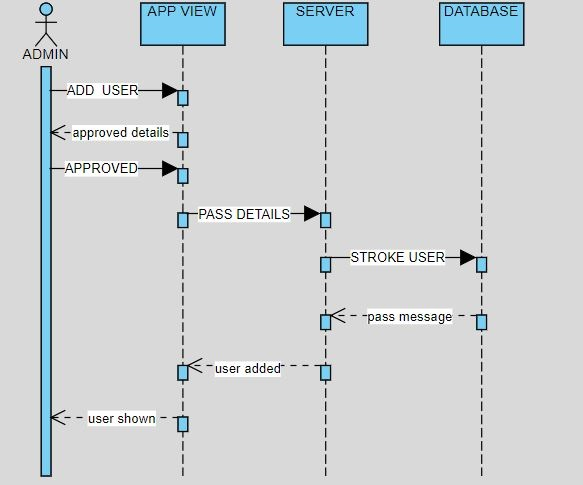 APP VIEW
SERVER
DATABASE
ADMIN
ADD USER
approved details
APPROVED
PASS DETAILS
STROKE USER
pass message
user added
user shown